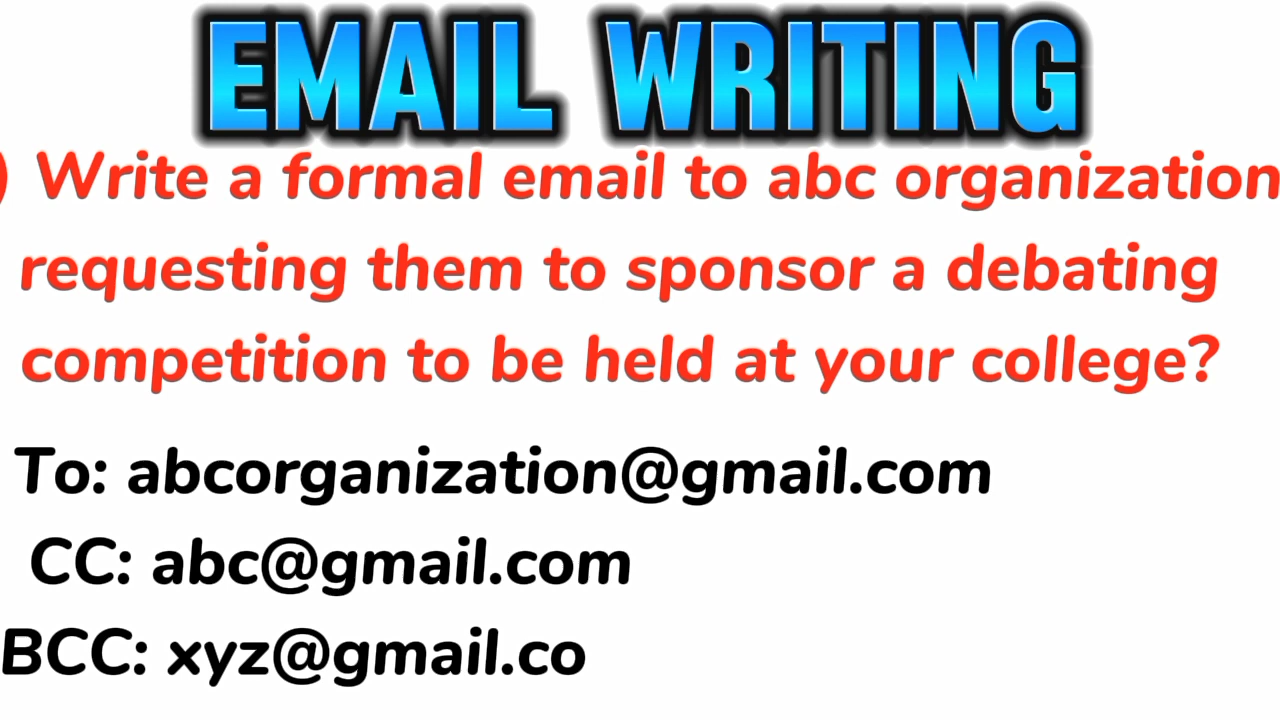 EMAIL WRITING
) Write a formal email to abc organization
requesting them to sponsor a debating
competition to be held at your college?
To: abcorganization@gmail.com
CC: abc@gmail.com
BCC: xyz@gmail.co